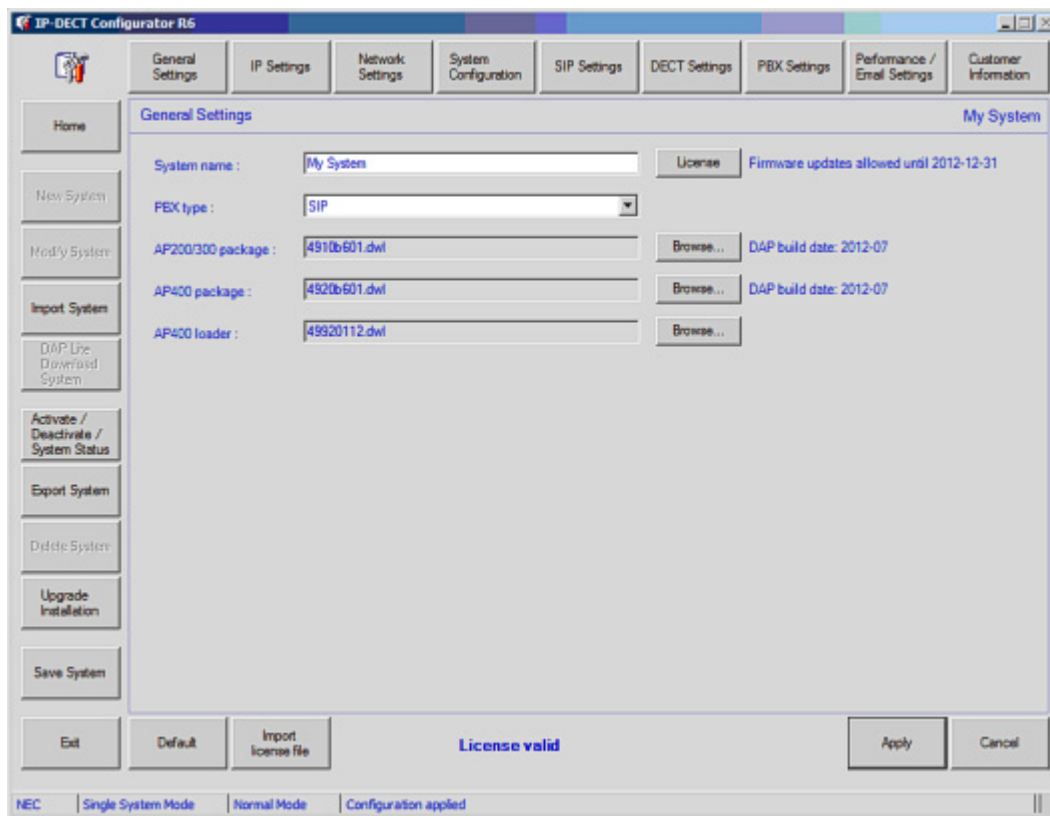 IP-DECT Configurator R6
General
Settings
IP Settings
Network
Settings
System
Configuration
SIP Settings
DECT Settings
PBX Settings
Performance /
Email Settings
Customer
Information
Home
New System
Modify System
Import System
DAP Lite
Download
System
Activate /
Deactivate /
System Status
Export System
Delete System
Upgrade
Installation
Save System
Exit
General Settings
My System
System name :
My System
License
Firmware updates allowed until 2012-12-31
PBX type :
SIP
AP200/300 package :
4910b601.dwl
Browse...
DAP build date: 2012-07
AP400 package :
4920b601.dwl
Browse...
DAP build date: 2012-07
AP400 loader :
49920112.dwl
Browse...
Default
Import
license file
License valid
Apply
Cancel
NEC
Single System Mode
Normal Mode
Configuration applied